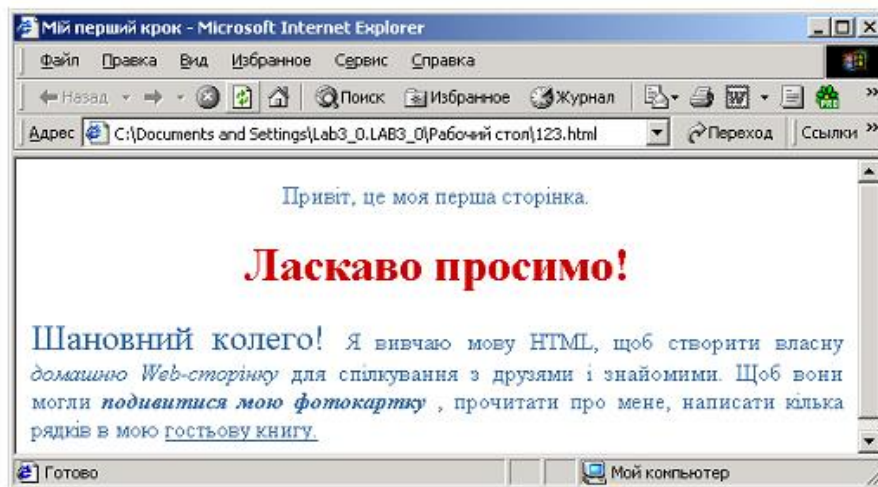 Мій перший крок - Microsoft Internet Explorer
Файл Правка Вид Избранное Сервис Справка
Назад Поиск Избранное Журнал »
Адрес C:\Documents and Settings\Lab3_0.LAB3_0\Рабочий стол\123.html Переход Ссылки »
Привіт, це моя перша сторінка.
Ласкаво просимо!
Шановний колего! Я вивчаю мову HTML, щоб створити власну
домашню Web-сторінку для спілкування з друзями і знайомими. Щоб вони
могли подивитися мою фотокартку , прочитати про мене, написати кілька
рядків в мою гостьову книгу.
Готово Мой компьютер